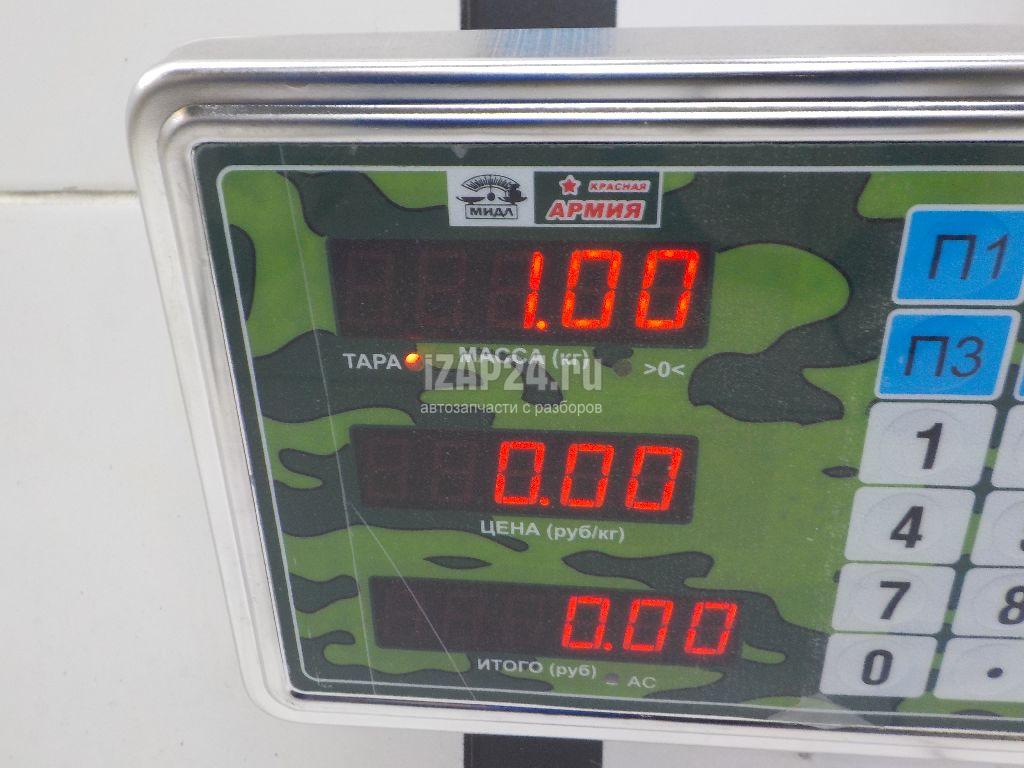 МИДЛ
КРАСНАЯ
АРМИЯ
1.00
ТАРА МАССА (кг) >0<
iZAP24.ru
автозапчасти с разборов
0.00
ЦЕНА (руб/кг)
0.00
ИТОГО (руб) АС
П1
П3
1
4
7 8
0 .